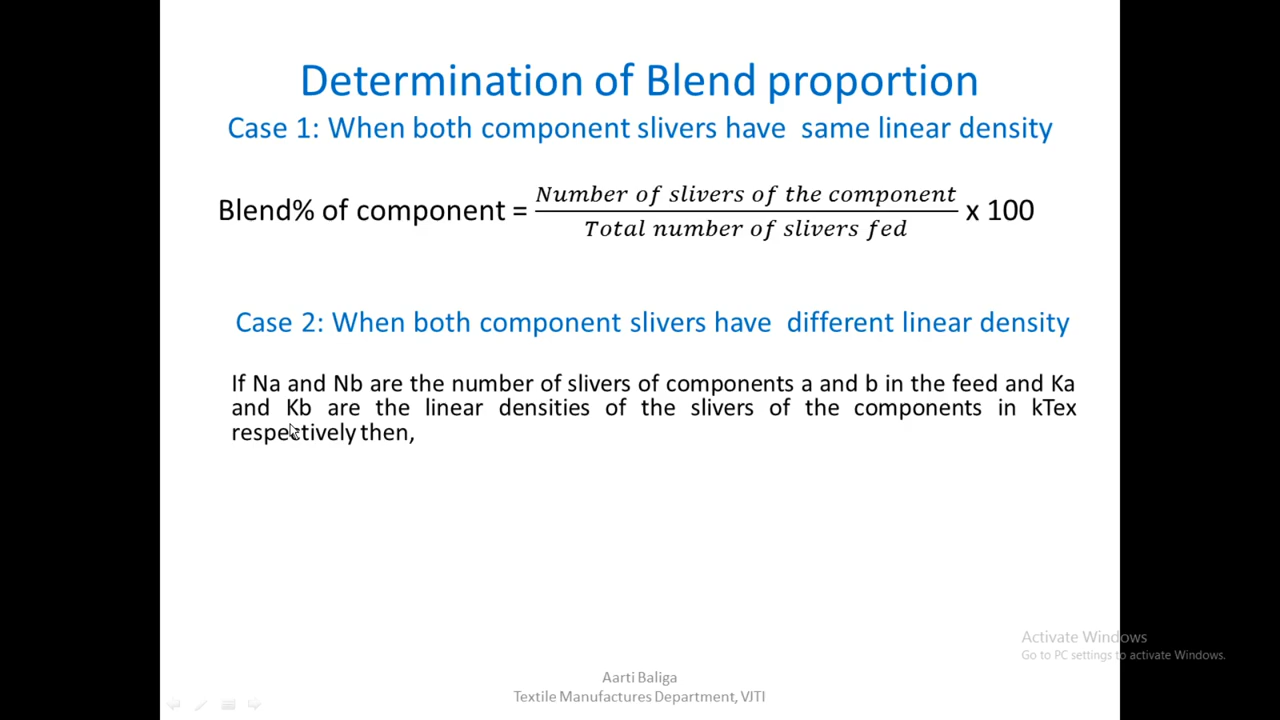 Determination of Blend proportion
Case 1: When both component slivers have same linear density
Blend% of component = Number of slivers of the component / Total number of slivers fed x 100
Case 2: When both component slivers have different linear density
If Na and Nb are the number of slivers of components a and b in the feed and Ka
and Kb are the linear densities of the slivers of the components in kTex
respectively then,
Activate Windows
Go to PC settings to activate Windows.
Aarti Baliga
Textile Manufactures Department, VJTI